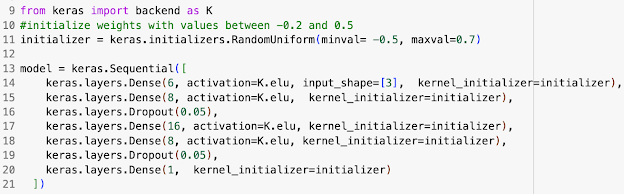 9 from keras import backend as K
10 #initialize weights with values between -0.2 and 0.5
11 initializer = keras.initializers.RandomUniform(minval= -0.5, maxval=0.7)
12
13 model = keras.Sequential([
14     keras.layers.Dense(6, activation=K.elu, input_shape=[3],  kernel_initializer=initializer),
15     keras.layers.Dense(8, activation=K.elu,  kernel_initializer=initializer),
16     keras.layers.Dropout(0.05),
17     keras.layers.Dense(16, activation=K.elu, kernel_initializer=initializer),
18     keras.layers.Dense(8, activation=K.elu, kernel_initializer=initializer),
19     keras.layers.Dropout(0.05),
20     keras.layers.Dense(1,  kernel_initializer=initializer)
21   ])